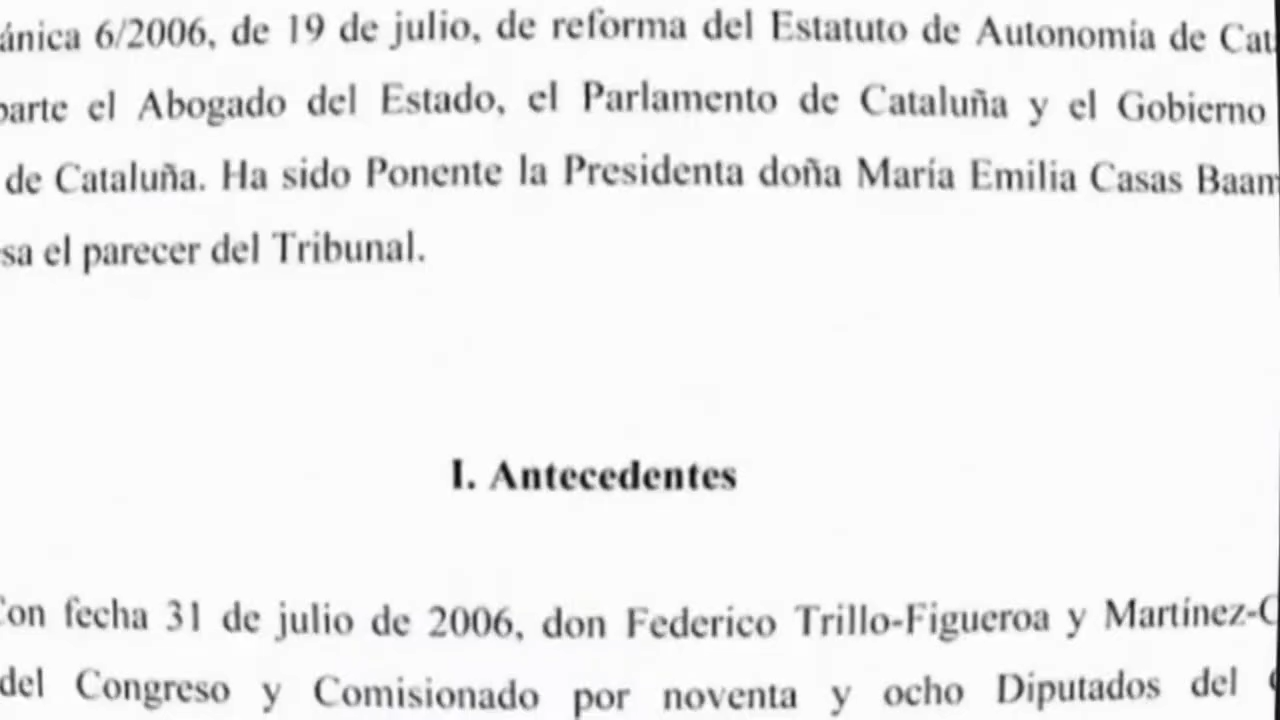 ánica 6/2006, de 19 de julio, de reforma del Estatuto de Autonomía de Cat
parte el Abogado del Estado, el Parlamento de Cataluña y el Gobierno
de Cataluña. Ha sido Ponente la Presidenta doña María Emilia Casas Baam
sa el parecer del Tribunal.
I. Antecedentes
Con fecha 31 de julio de 2006, don Federico Trillo-Figueroa y Martínez-C
del Congreso y Comisionado por noventa y ocho Diputados del